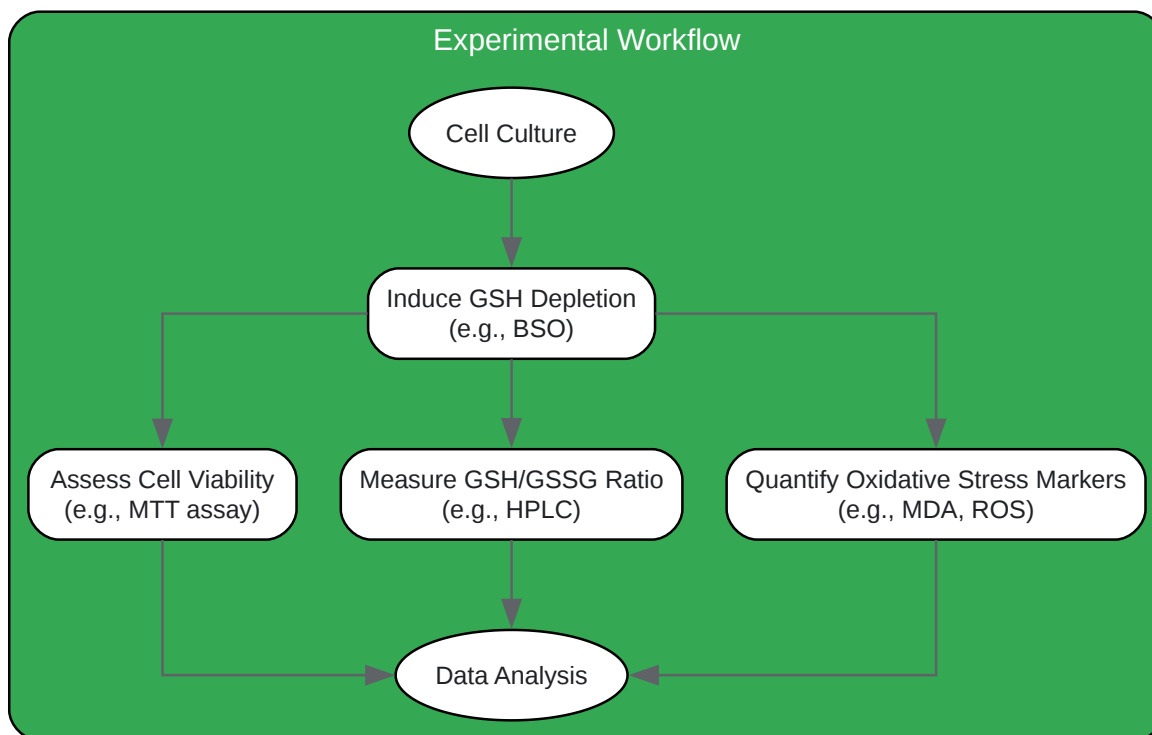 Experimental Workflow
Cell Culture
Induce GSH Depletion
(e.g., BSO)
Assess Cell Viability
(e.g., MTT assay)
Measure GSH/GSSG Ratio
(e.g., HPLC)
Quantify Oxidative Stress Markers
(e.g., MDA, ROS)
Data Analysis